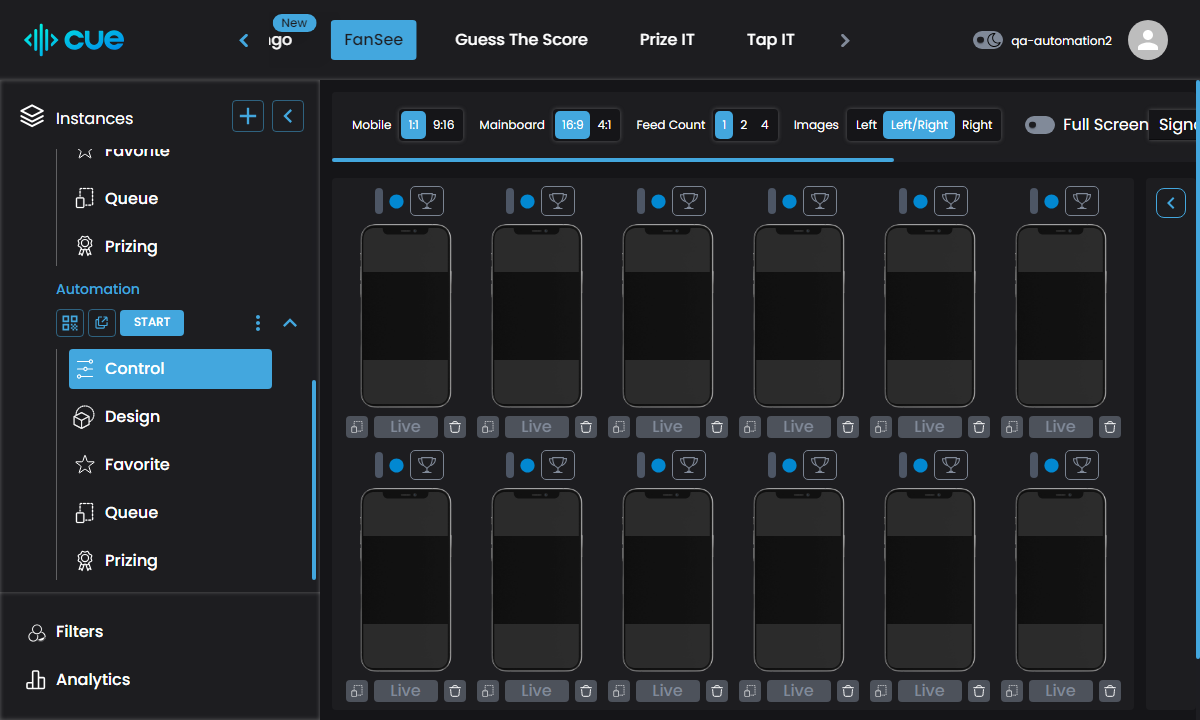 cue
New
FanSee
Guess The Score
Prize IT
Tap IT
qa-automation2
Instances
Favorite
Queue
Prizing
Automation
START
Control
Design
Favorite
Queue
Prizing
Filters
Analytics
Mobile 1:1 9:16 Mainboard 16:9 4:1 Feed Count 1 2 4 Images Left Left/Right Right Full Screen
Live Live Live Live Live Live
Live Live Live Live Live Live